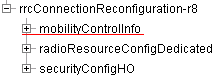 rrcConnectionReconfiguration-r8
mobilityControlInfo
radioResourceConfigDedicated
securityConfigHO